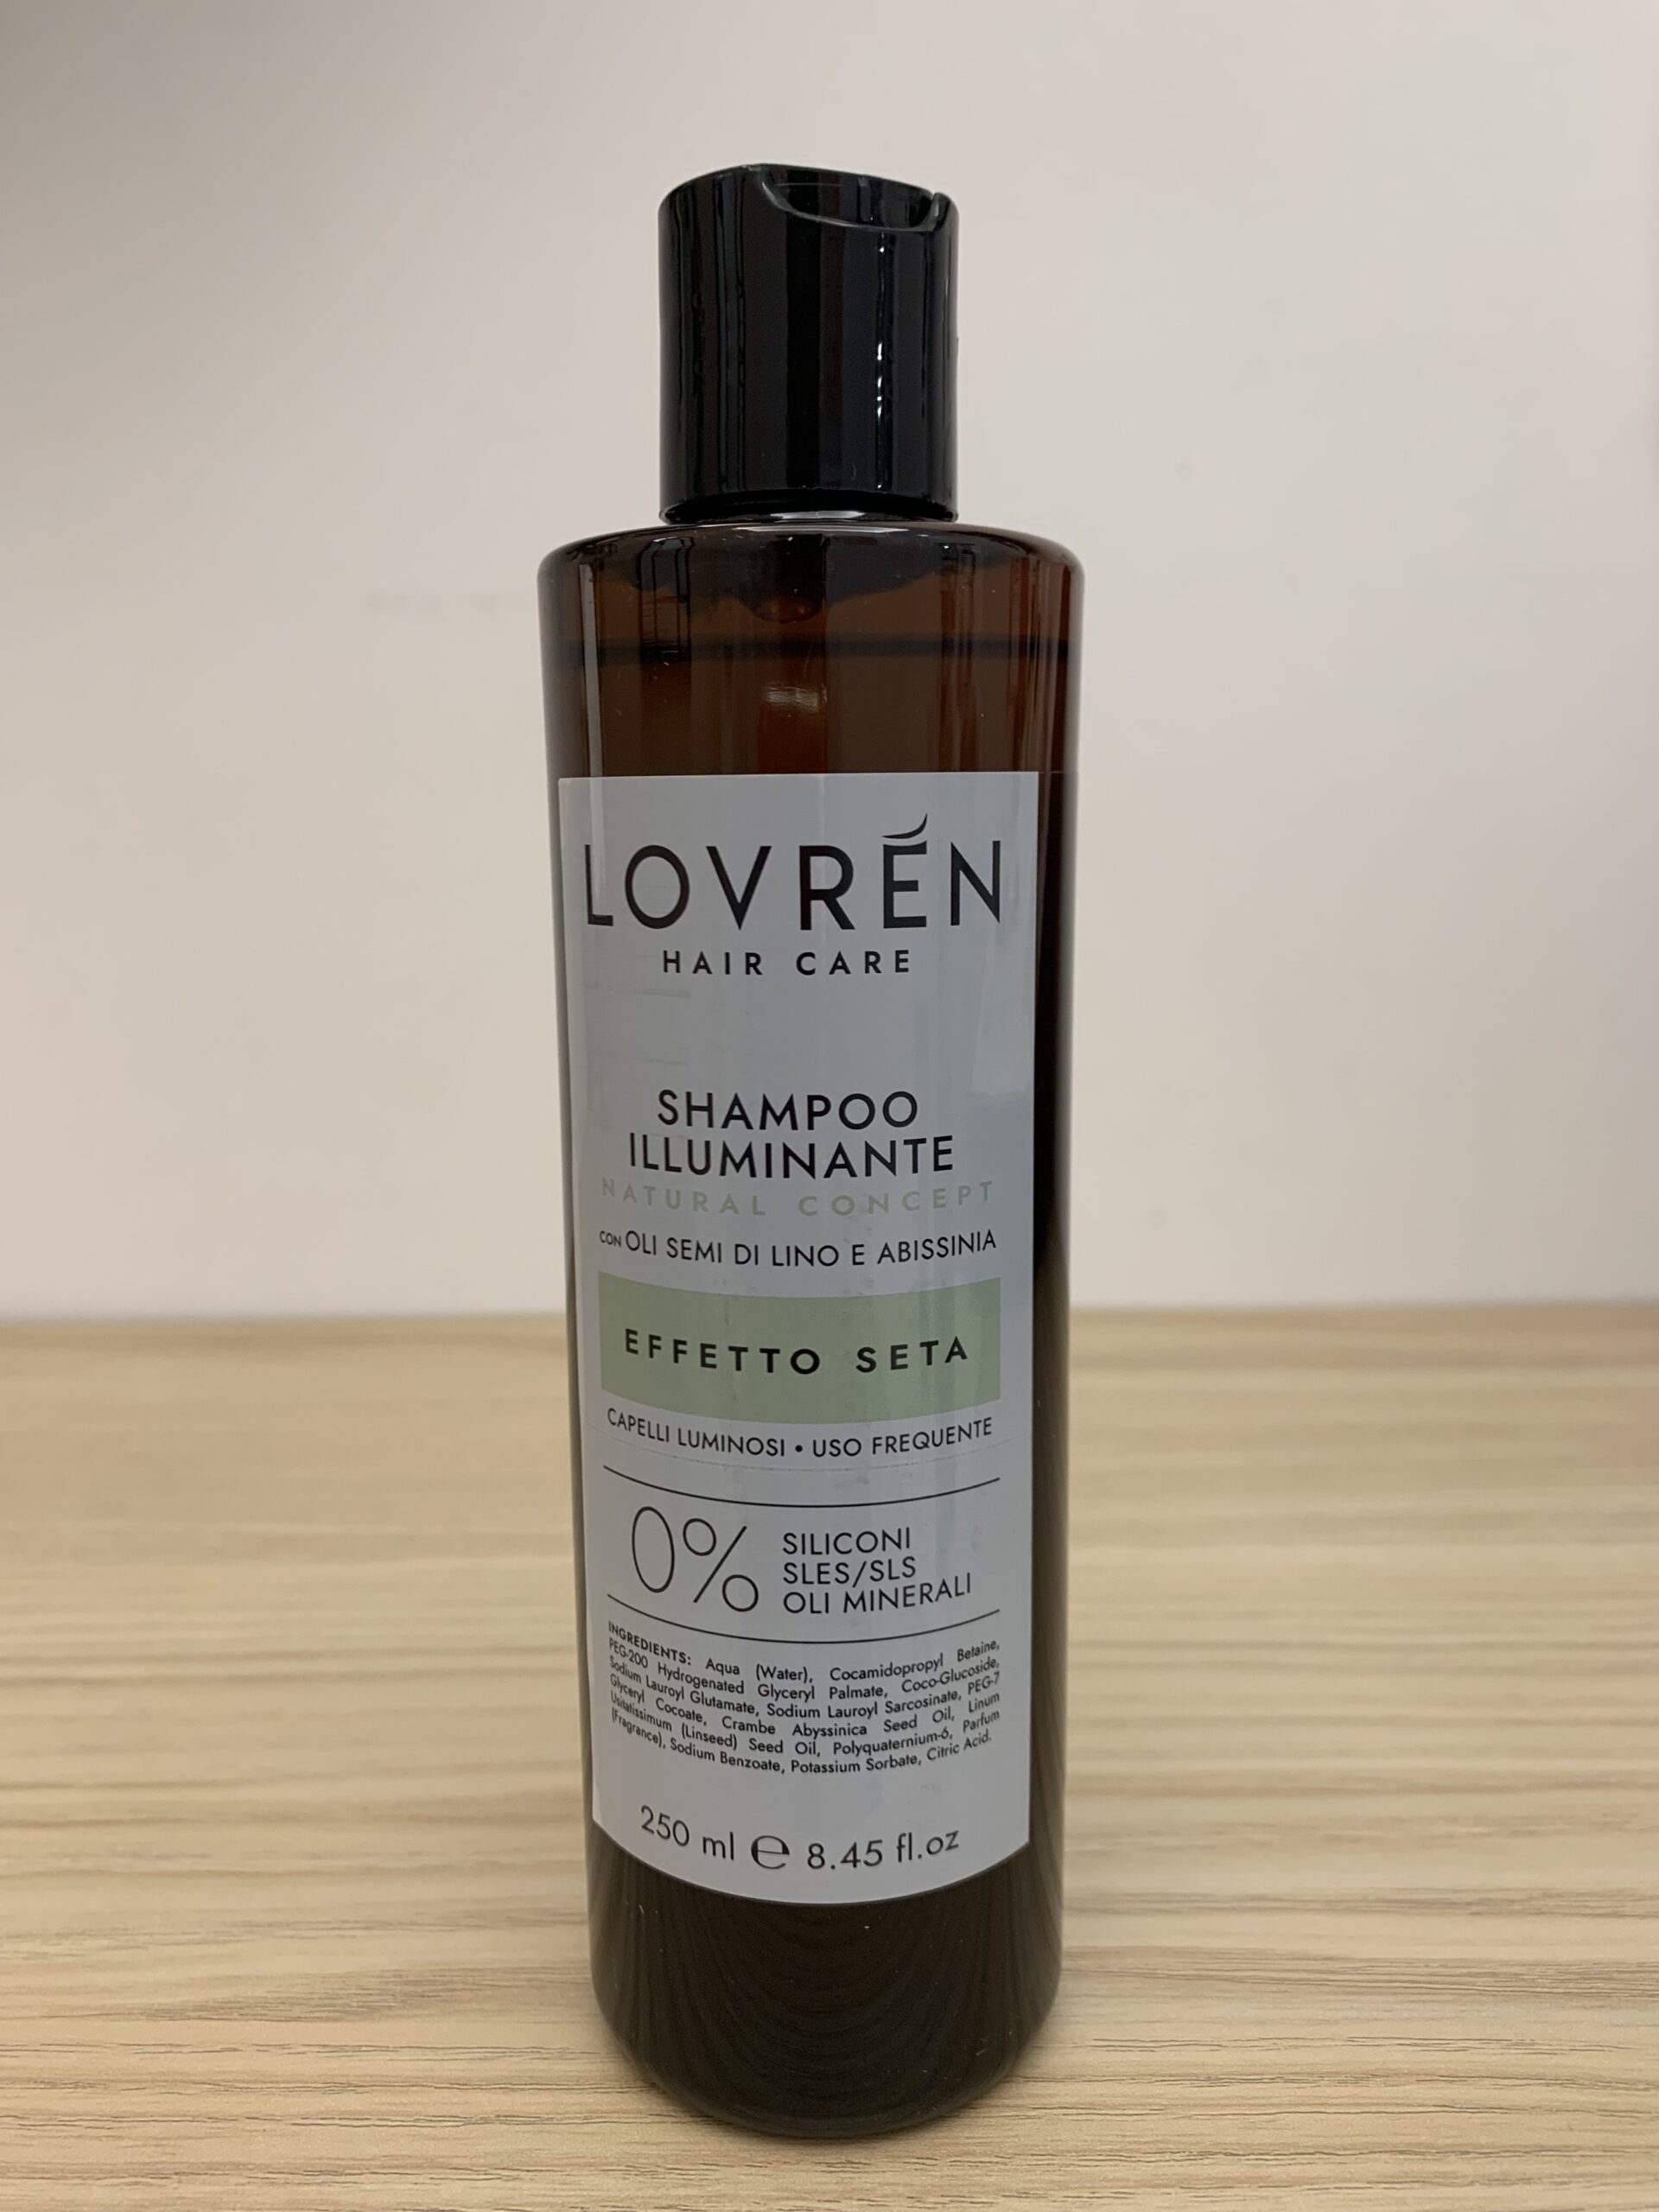 LOVRÉN
HAIR CARE
SHAMPOO
ILLUMINANTE
NATURAL CONCEPT
CON OLI SEMI DI LINO E ABISSINIA
EFFETTO SETA
CAPELLI LUMINOSI • USO FREQUENTE
0% SILICONI
SLES/SLS
OLI MINERALI
INGREDIENTS: Aqua (Water), Cocamidopropyl Betaine,
PEG-200 Hydrogenated Glyceryl Palmate, Coco-Glucoside,
Sodium Lauroyl Glutamate, Sodium Lauroyl Sarcosinate, PEG-7
Glyceryl Cocoate, Crambe Abyssinica Seed Oil, Linum
Usitatissimum (Linseed) Seed Oil, Polyquaternium-6, Parfum
(Fragrance), Sodium Benzoate, Potassium Sorbate, Citric Acid.
250 ml ℮ 8.45 fl.oz